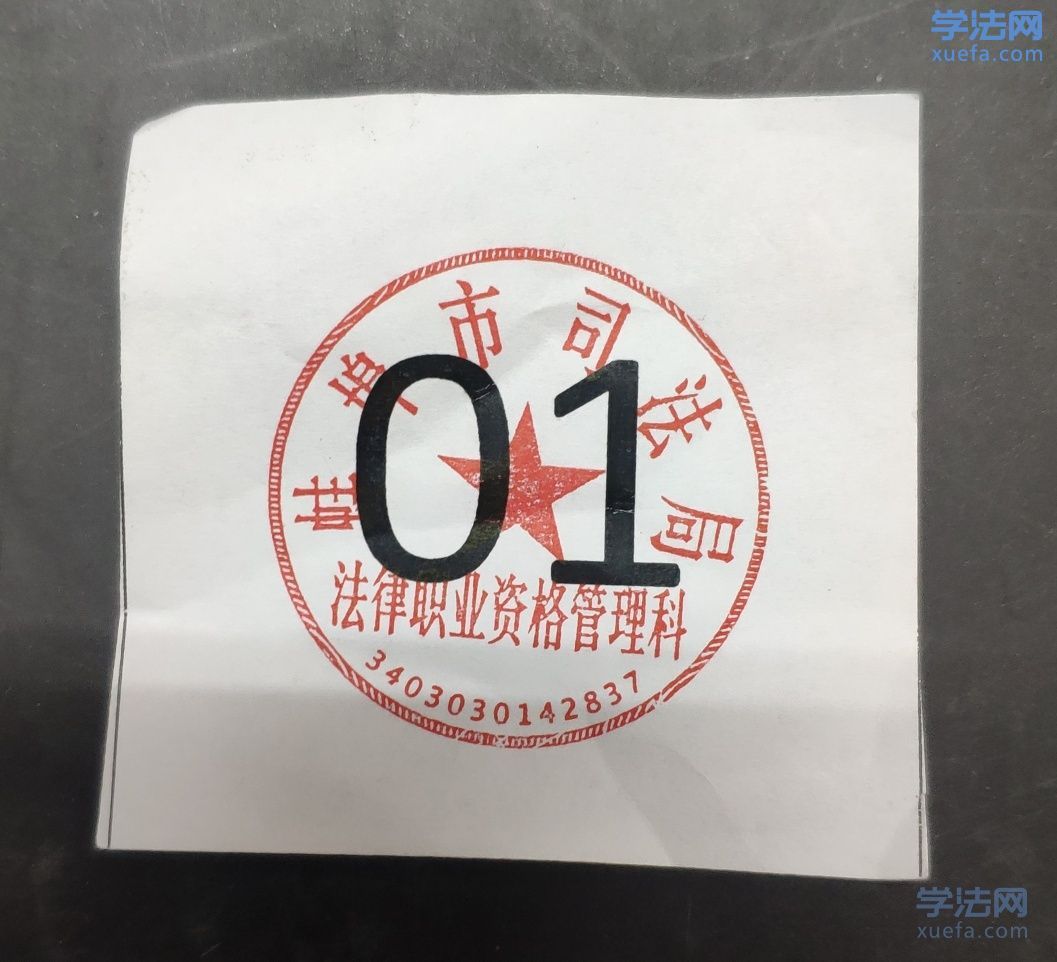 学法网
xuefa.com
蚌埠市司法局
01
法律职业资格管理科
3403030142837
学法网
xuefa.com